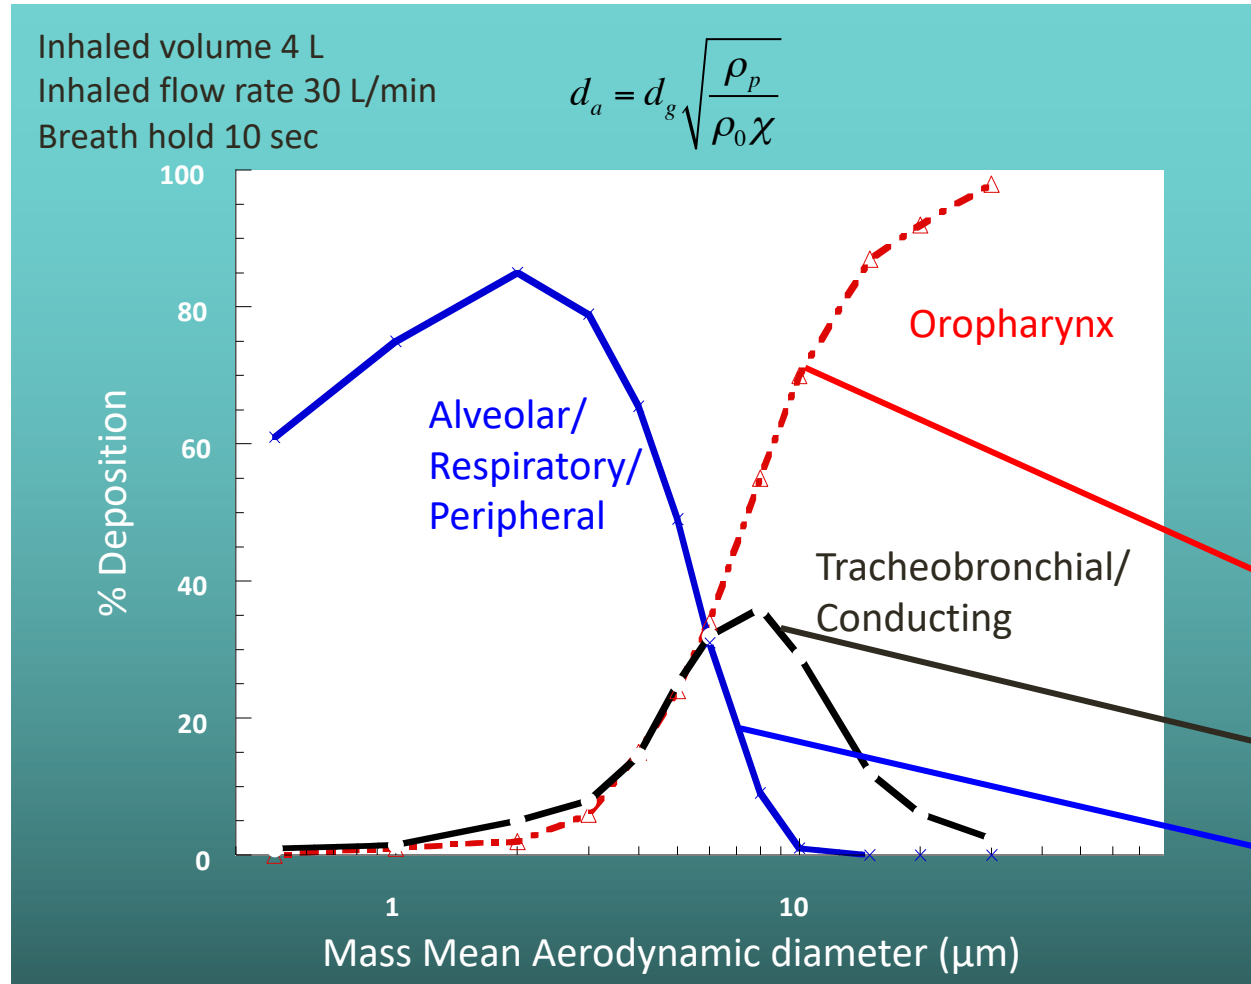 Inhaled volume 4 L
Inhaled flow rate 30 L/min
Breath hold 10 sec
d_a = d_g √(ρ_p / ρ_0 χ)
100
80
60
40
20
0
% Deposition
Oropharynx
Alveolar/
Respiratory/
Peripheral
Tracheobronchial/
Conducting
1 10
Mass Mean Aerodynamic diameter (μm)